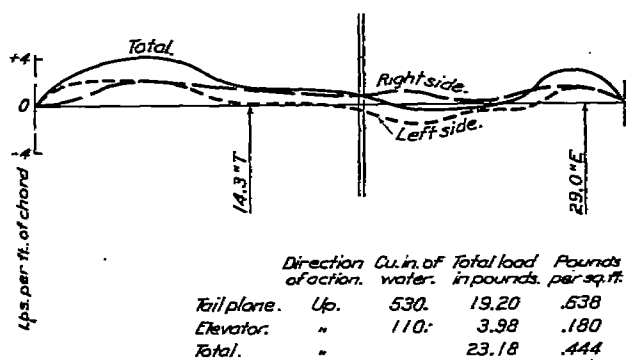 Total.
+4
Right side.
0
Left side.
-4
14.3"T
29.0"E
Lps. per ft. of chord
Direction of action. Cu. in. of water. Total load in pounds. Pounds per sq. ft.
Tail plane. Up. 530. 19.20 .638
Elevator. " 110. 3.98 .180
Total. " 23.18 .444